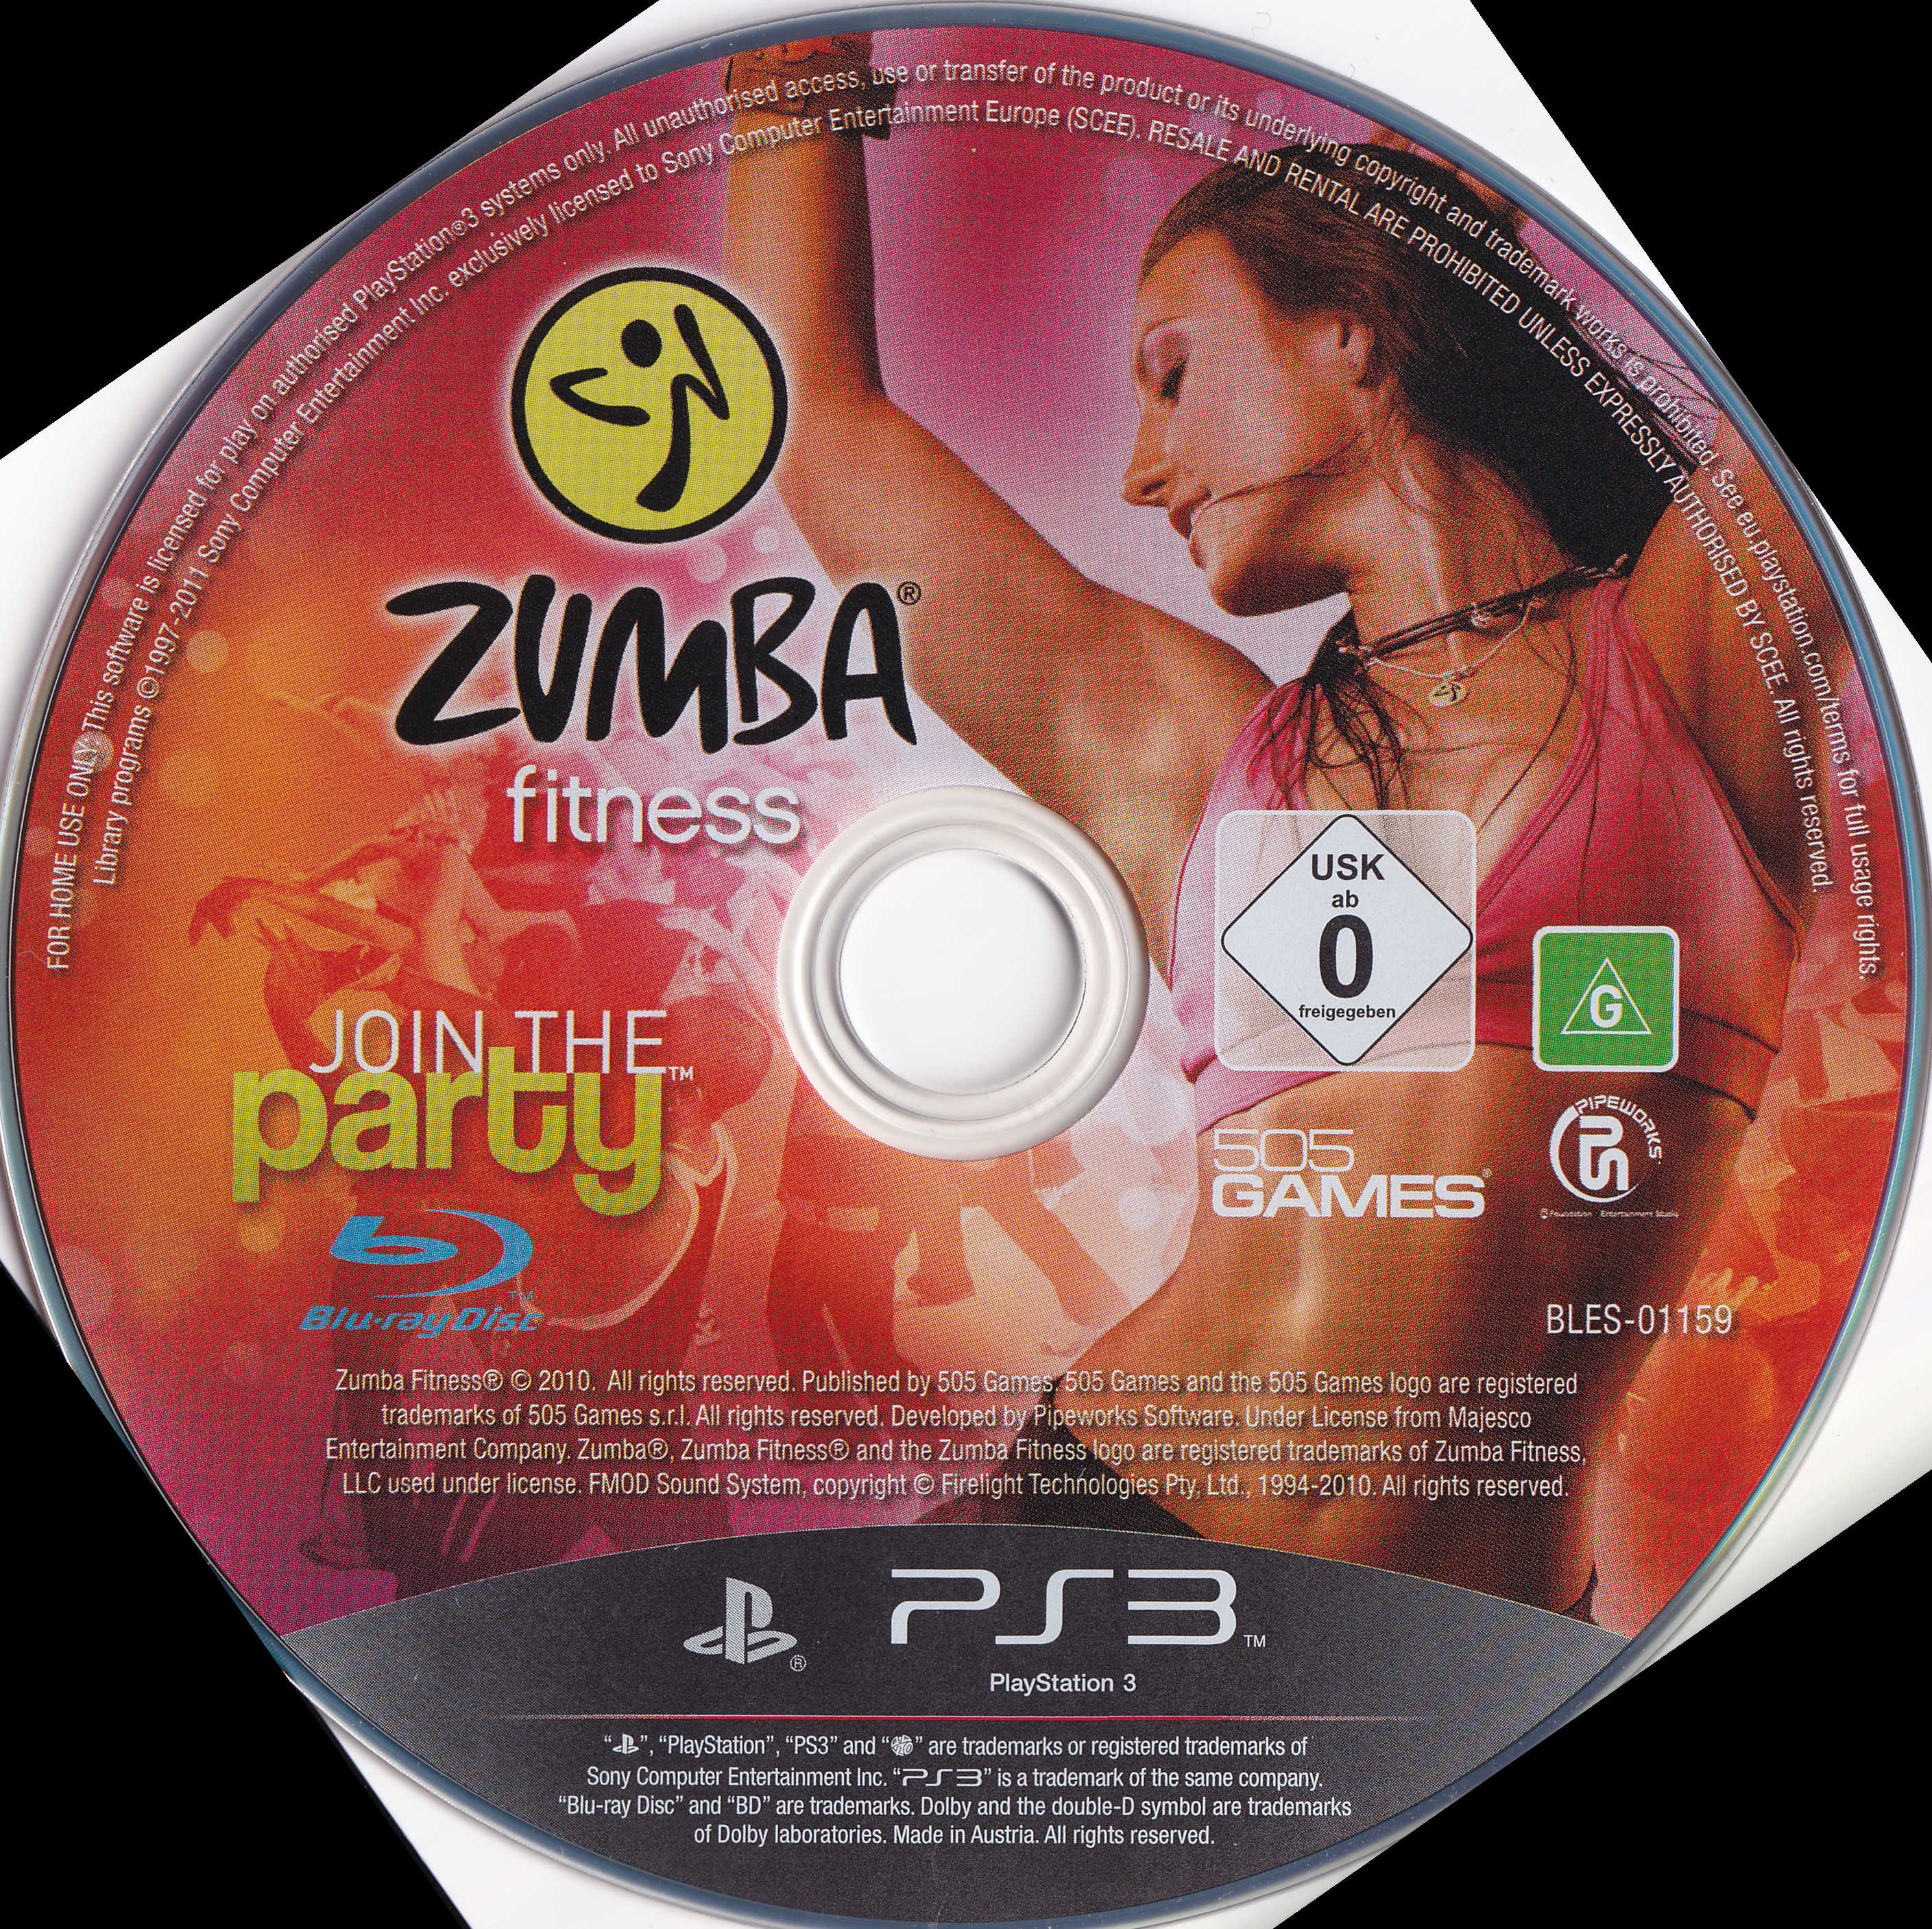 FOR HOME USE ONLY. This software is licensed for play on authorised PlayStation®3 systems only. All unauthorised access, use or transfer of the product or its underlying copyright and trademark works is prohibited. See eu.playstation.com/terms for full usage rights.
Library programs ©1997-2011 Sony Computer Entertainment Inc. exclusively licensed to Sony Computer Entertainment Europe (SCEE). RESALE AND RENTAL ARE PROHIBITED UNLESS EXPRESSLY AUTHORISED BY SCEE. All rights reserved.
ZUMBA®
fitness
JOIN THE
party™
Blu-ray Disc™
USK
ab
0
freigegeben
G
505
GAMES®
PIPEWORKS
PS
Foundation 9 Entertainment Studio
BLES-01159
Zumba Fitness® © 2010. All rights reserved. Published by 505 Games. 505 Games and the 505 Games logo are registered
trademarks of 505 Games s.r.l. All rights reserved. Developed by Pipeworks Software. Under License from Majesco
Entertainment Company. Zumba®, Zumba Fitness® and the Zumba Fitness logo are registered trademarks of Zumba Fitness,
LLC used under license. FMOD Sound System, copyright © Firelight Technologies Pty, Ltd., 1994-2010. All rights reserved.
® PS3™
PlayStation 3
“ ”, “PlayStation”, “PS3” and “ ” are trademarks or registered trademarks of
Sony Computer Entertainment Inc. “PS3” is a trademark of the same company.
“Blu-ray Disc” and “BD” are trademarks. Dolby and the double-D symbol are trademarks
of Dolby laboratories. Made in Austria. All rights reserved.